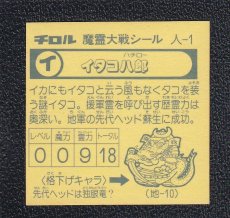 チロル 魔霊大戦シール 人-1
イ
ハチロー
イタコ八郎
イカにもイタコと云う風もなくタコを装う謎イタコ。援軍霊を呼び出す歴霊力は奥深い。地軍の先代ヘッド蘇生に成功。
レベル 魔力 霊力 トータル
0 0 9 18
〈格下げキャラ〉
先代ヘッドは独眼竜?
(地-10)